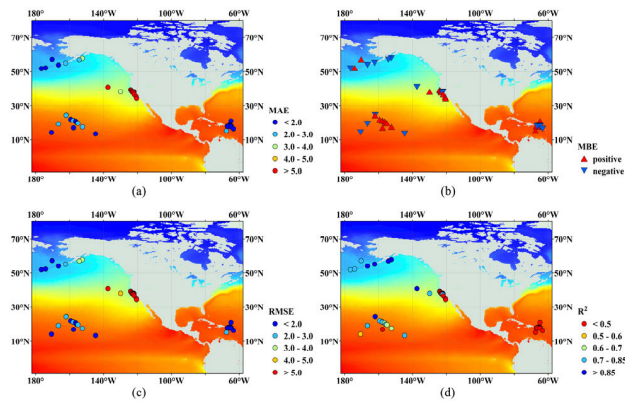 70°N
50°N
30°N
10°N
180°W
140°W
100°W
60°W
MAE
< 2.0
2.0 - 3.0
3.0 - 4.0
4.0 - 5.0
> 5.0
(a)
70°N
50°N
30°N
10°N
180°W
140°W
100°W
60°W
MBE
positive
negative
(b)
70°N
50°N
30°N
10°N
180°W
140°W
100°W
60°W
RMSE
< 2.0
2.0 - 3.0
3.0 - 4.0
4.0 - 5.0
> 5.0
(c)
70°N
50°N
30°N
10°N
180°W
140°W
100°W
60°W
R²
< 0.5
0.5 - 0.6
0.6 - 0.7
0.7 - 0.85
> 0.85
(d)